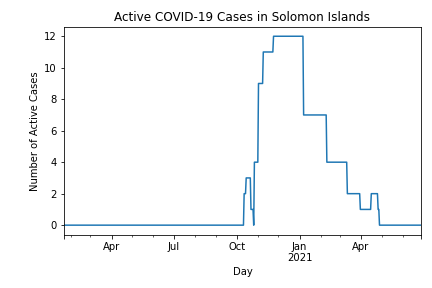 Active COVID-19 Cases in Solomon Islands
Number of Active Cases
12
10
8
6
4
2
0
Apr
Jul
Oct
Jan
2021
Apr
Day